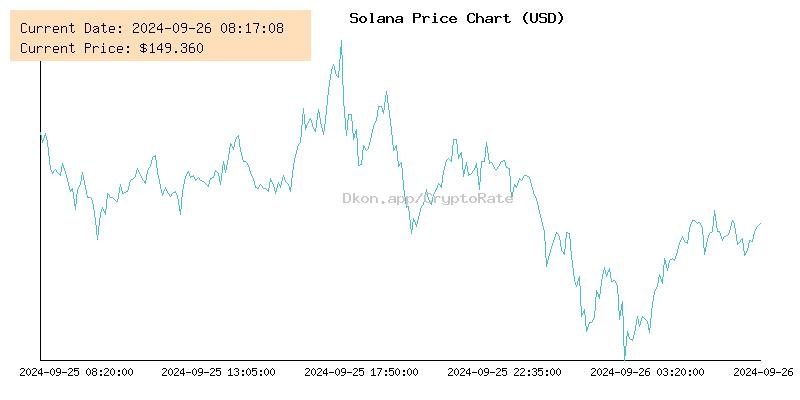 Solana Price Chart (USD)
Current Date: 2024-09-26 08:17:08
Current Price: $149.360
Dkon.app/CryptoRate
2024-09-25 08:20:00 2024-09-25 13:05:00 2024-09-25 17:50:00 2024-09-25 22:35:00 2024-09-26 03:20:00 2024-09-26